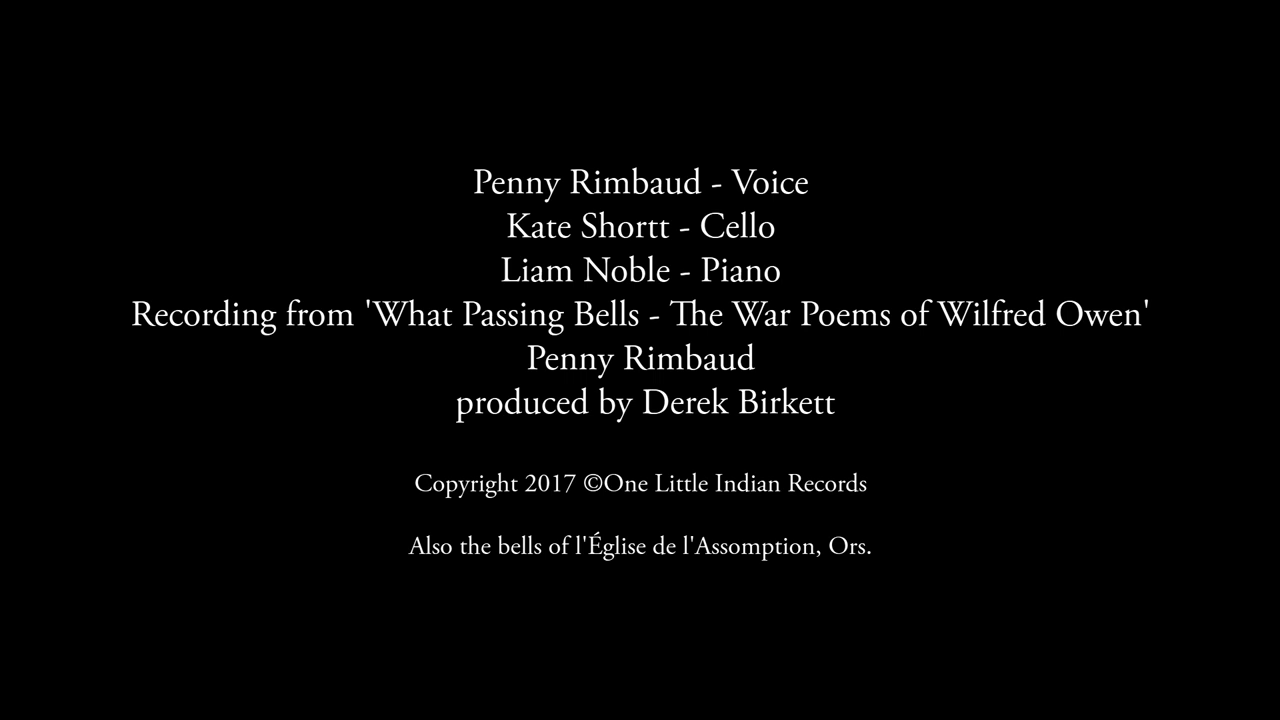 Penny Rimbaud - Voice
Kate Shortt - Cello
Liam Noble - Piano
Recording from 'What Passing Bells - The War Poems of Wilfred Owen'
Penny Rimbaud
produced by Derek Birkett
Copyright 2017 ©One Little Indian Records
Also the bells of l'Église de l'Assomption, Ors.